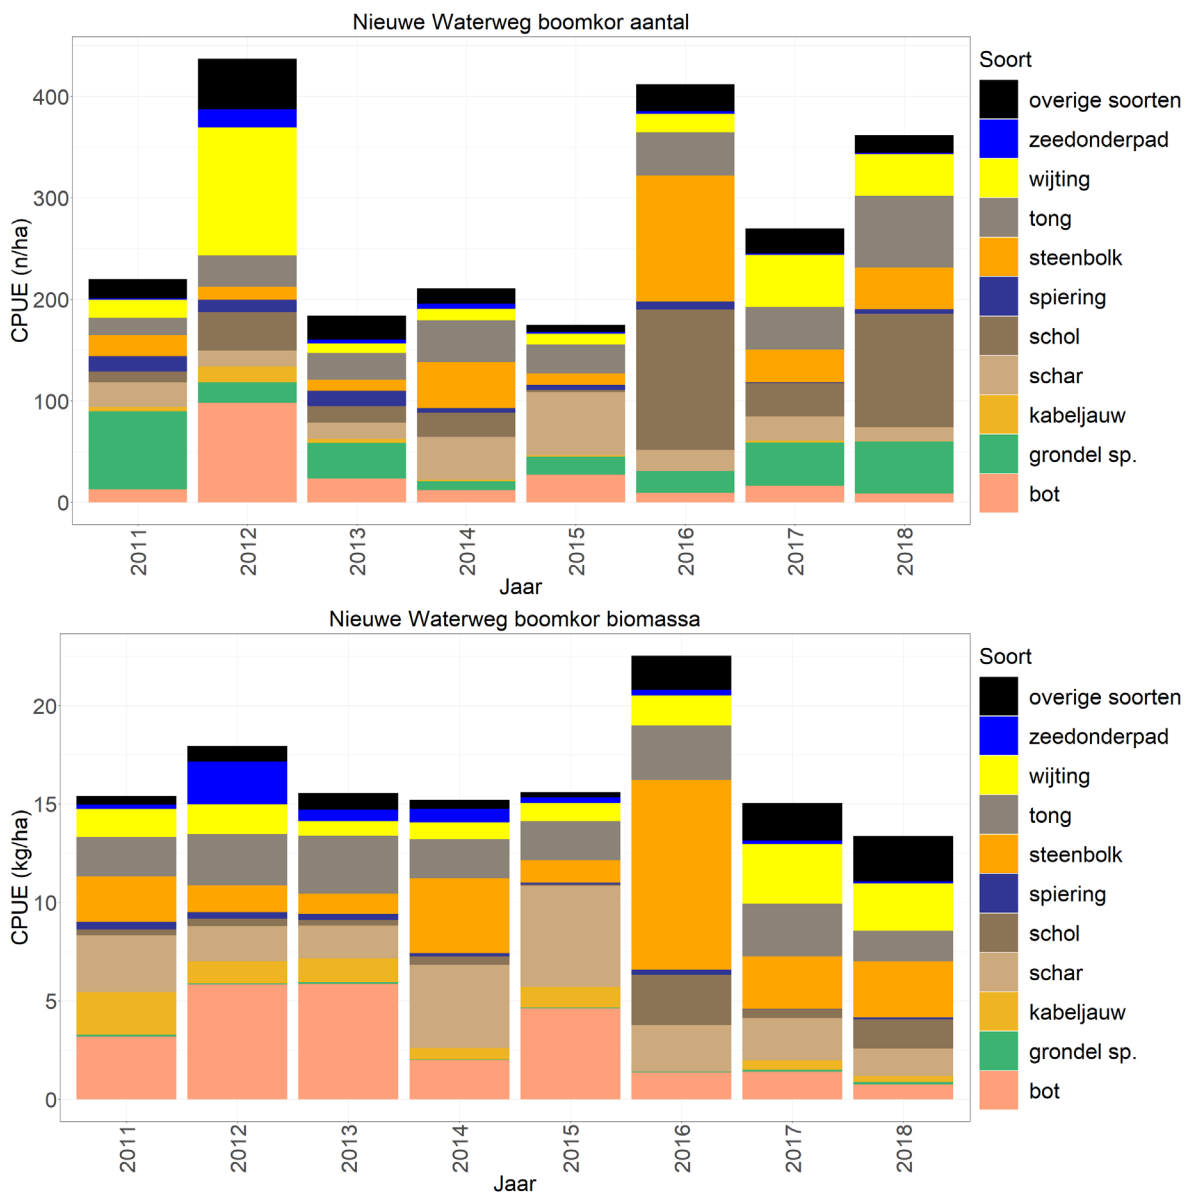 Nieuwe Waterweg boomkor aantal
CPUE (n/ha)
400
300
200
100
0
2011
2012
2013
2014
2015
2016
2017
2018
Jaar
Soort
overige soorten
zeedonderpad
wijting
tong
steenbolk
spiering
schol
schar
kabeljauw
grondel sp.
bot
Nieuwe Waterweg boomkor biomassa
CPUE (kg/ha)
20
15
10
5
0
2011
2012
2013
2014
2015
2016
2017
2018
Jaar
Soort
overige soorten
zeedonderpad
wijting
tong
steenbolk
spiering
schol
schar
kabeljauw
grondel sp.
bot